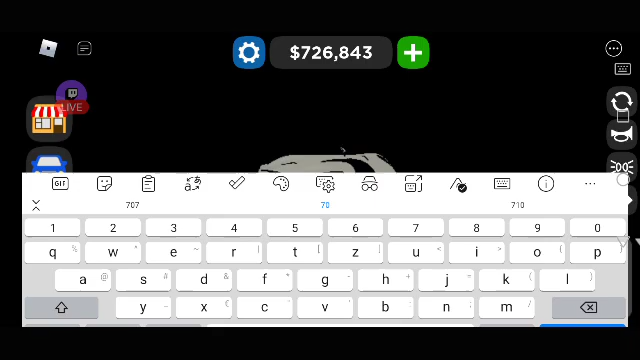 $726,843
LIVE
GIF
707 70 710
1 2 3 4 5 6 7 8 9 0
q % w ^ e ~ r | t [ z ] u < i > o { p }
a @ s # d & f * g - h + j = k ( l )
y _ x € c " v ' b : n ; m /